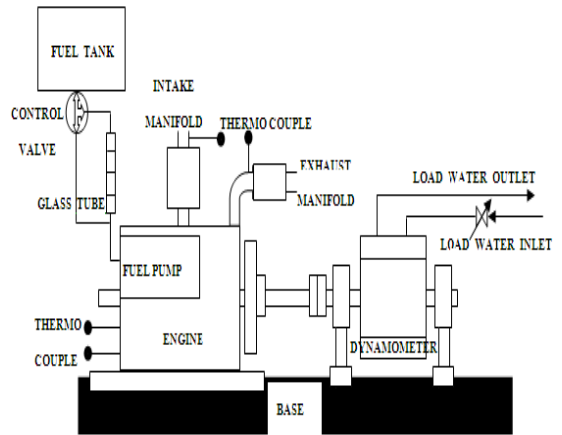 FUEL TANK
INTAKE
MANIFOLD
THERMO COUPLE
CONTROL
VALVE
GLASS TUBE
EXHAUST
MANIFOLD
LOAD WATER OUTLET
LOAD WATER INLET
FUEL PUMP
THERMO
COUPLE
ENGINE
DYNAMOMETER
BASE